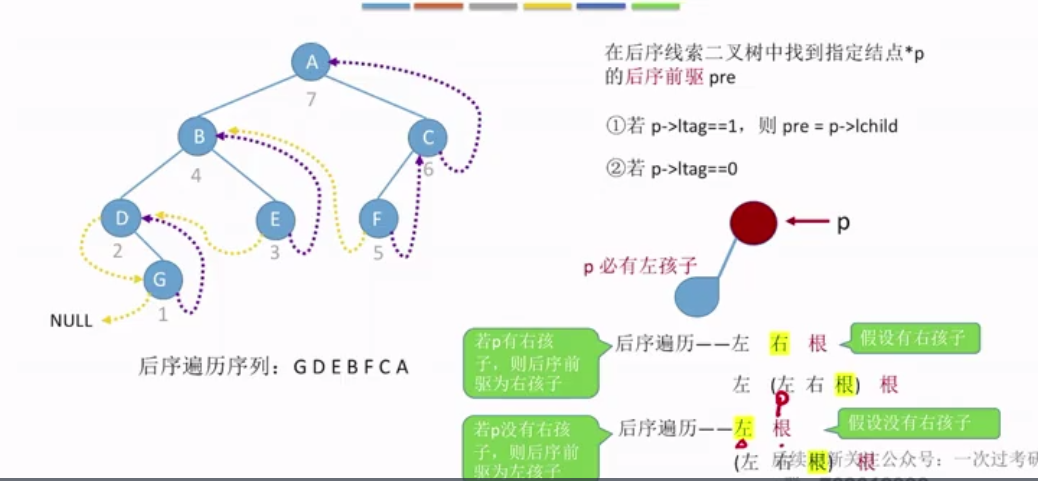 A
7
B
4
C
6
D
2
E
3
F
5
G
1
NULL
后序遍历序列：G D E B F C A
在后序线索二叉树中找到指定结点*p
的后序前驱 pre
①若 p->ltag==1，则 pre = p->lchild
②若 p->ltag==0
p
p 必有左孩子
若p有右孩
子，则后序前
驱为右孩子
后序遍历——左 右 根
假设有右孩子
左 (左 右 根) 根
p
若p没有右孩
子，则后序前
驱为左孩子
后序遍历——左 根
假设没有右孩子
(左 右 根) 根
新关注公众号：一次过考研